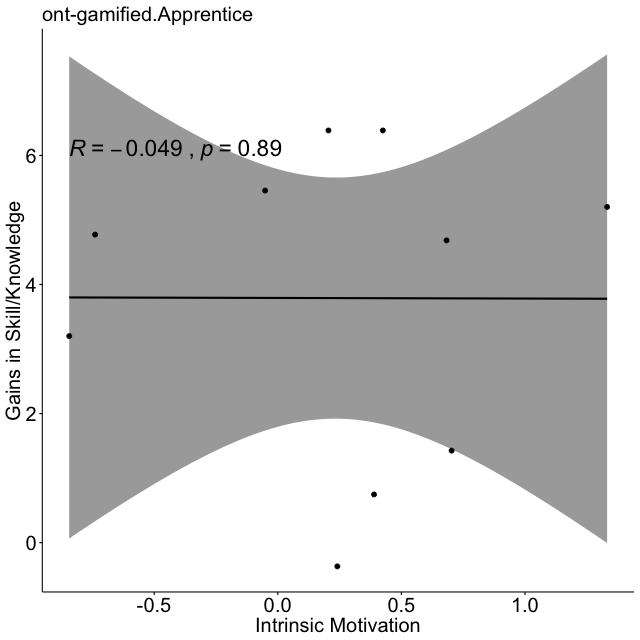 ont-gamified.Apprentice
R = −0.049 , p = 0.89
Gains in Skill/Knowledge
6
4
2
0
-0.5 0.0 0.5 1.0
Intrinsic Motivation